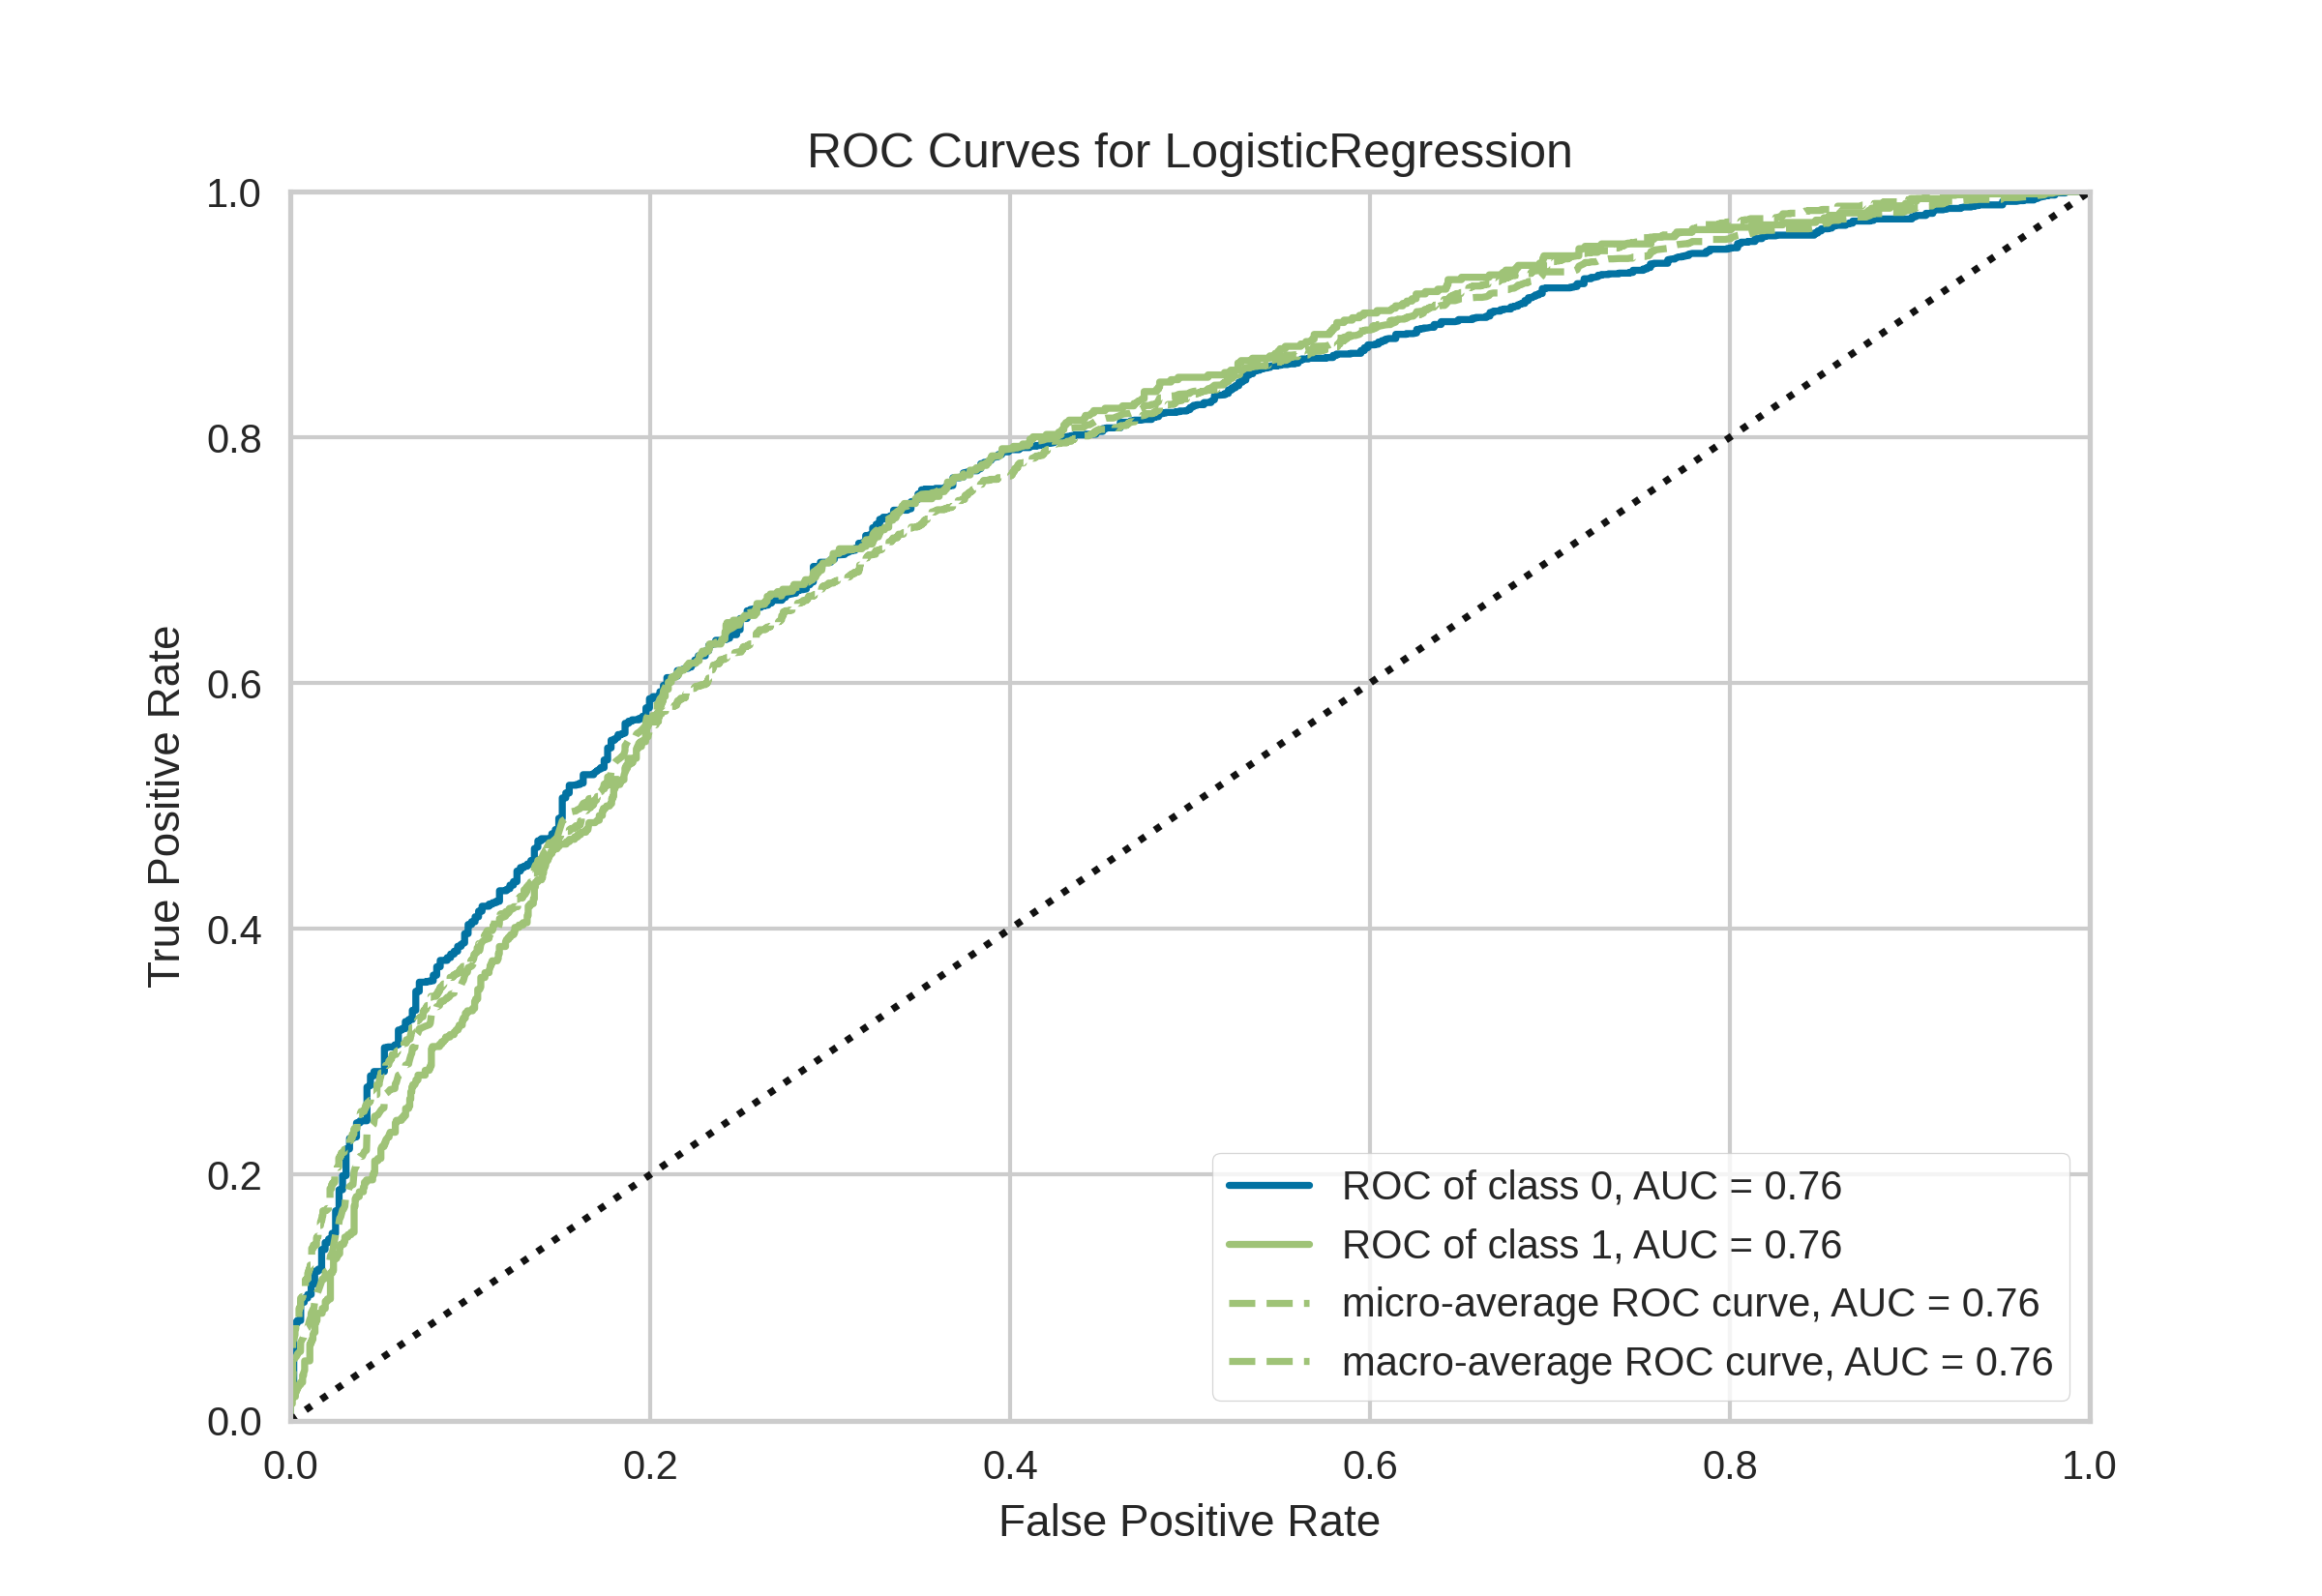 ROC Curves for LogisticRegression
1.0
0.8
0.6
0.4
0.2
0.0
True Positive Rate
ROC of class 0, AUC = 0.76
ROC of class 1, AUC = 0.76
micro-average ROC curve, AUC = 0.76
macro-average ROC curve, AUC = 0.76
0.0 0.2 0.4 0.6 0.8 1.0
False Positive Rate